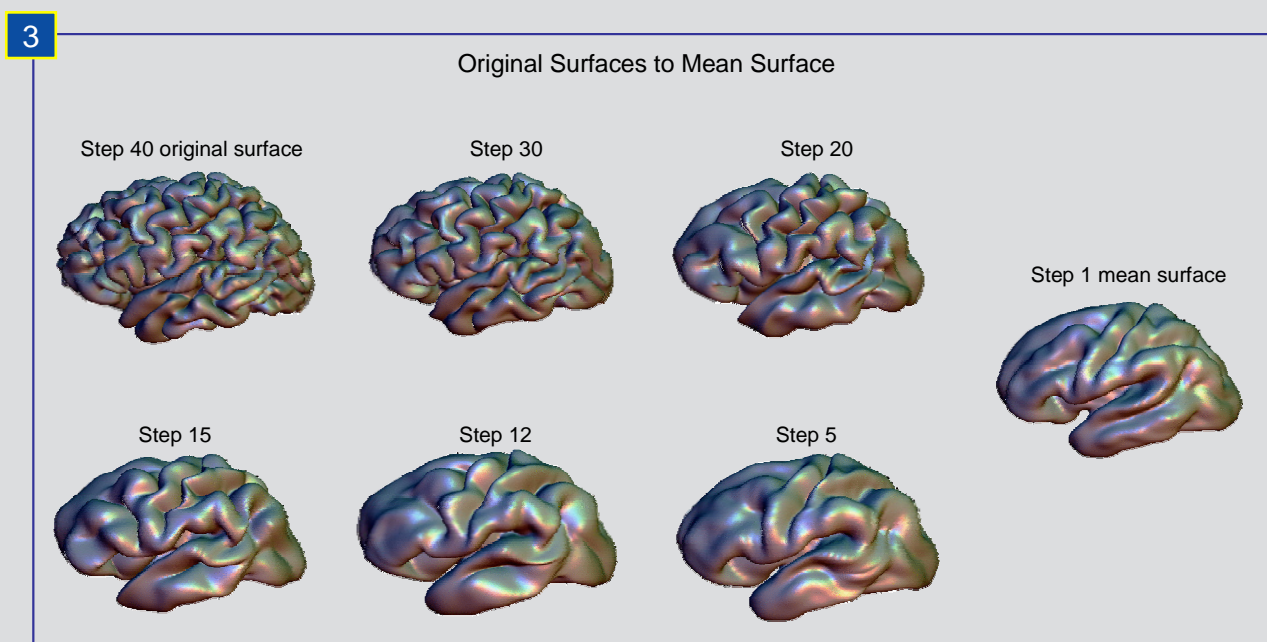 3
Original Surfaces to Mean Surface
Step 40 original surface
Step 30
Step 20
Step 1 mean surface
Step 15
Step 12
Step 5